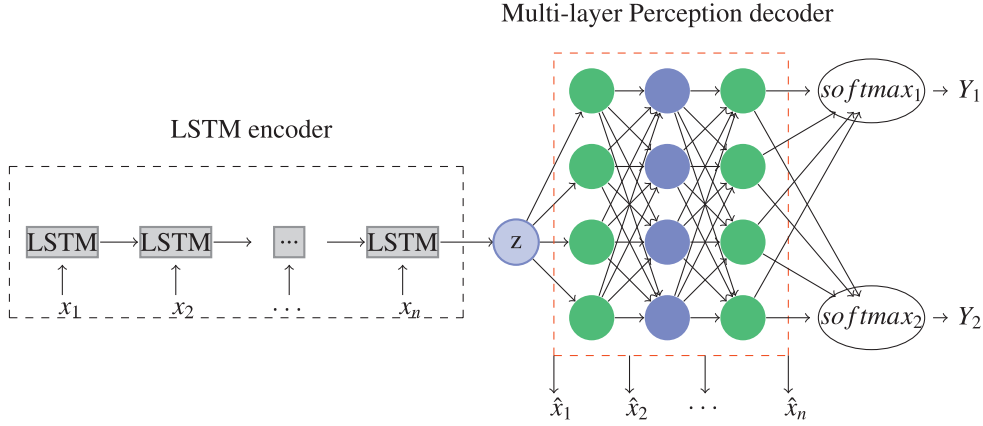 Multi-layer Perception decoder
LSTM encoder
softmax₁ Y₁
LSTM LSTM ... LSTM z
x₁ x₂ ... xₙ
softmax₂ Y₂
x̂₁ x̂₂ ... x̂ₙ